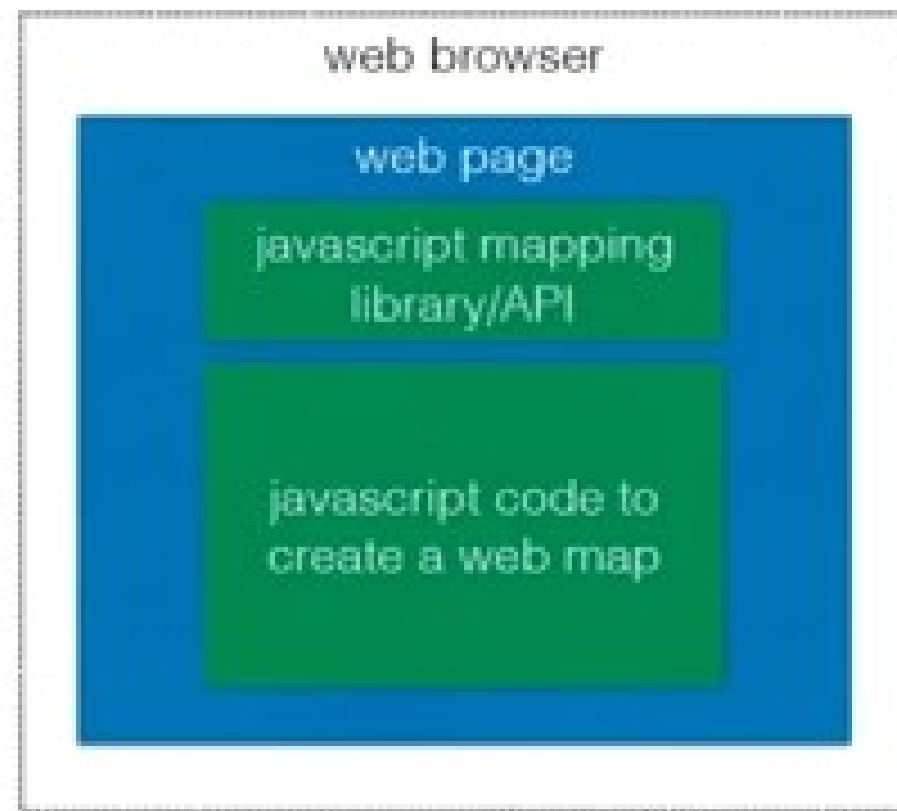 web browser
web page
javascript mapping
library/API
javascript code to
create a web map